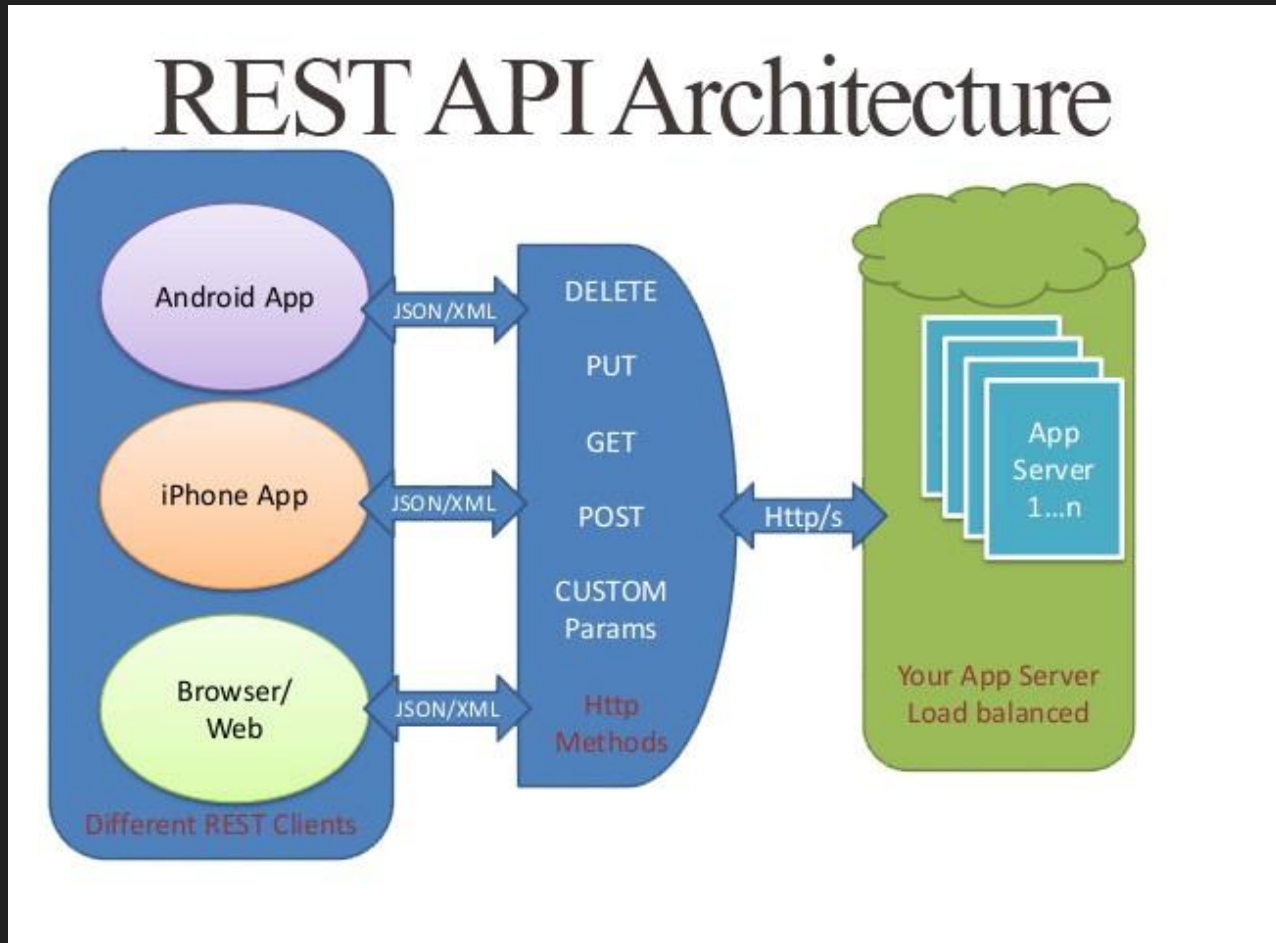 REST API Architecture
Android App
JSON/XML
iPhone App
JSON/XML
Browser/
Web
JSON/XML
Different REST Clients
DELETE
PUT
GET
POST
CUSTOM
Params
Http
Methods
Http/s
App
Server
1...n
Your App Server
Load balanced